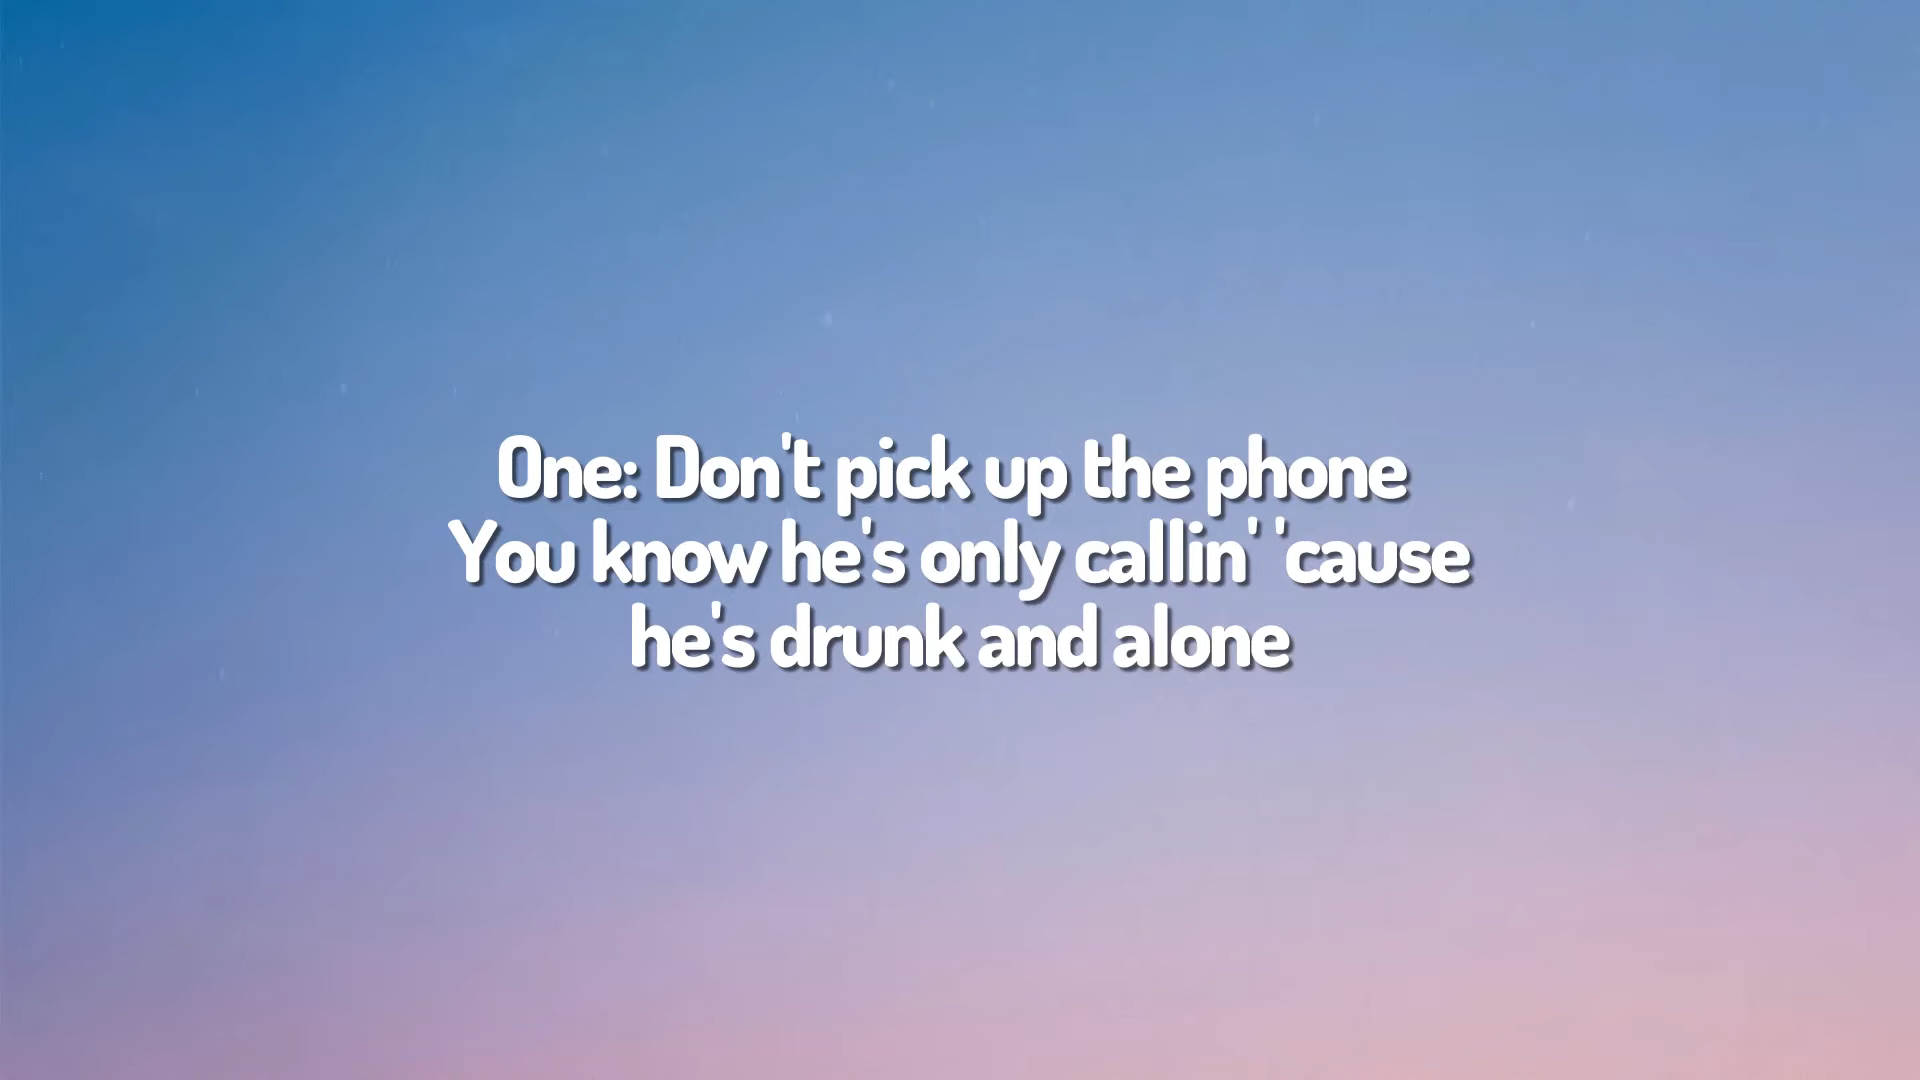 One: Don't pick up the phone
You know he's only callin' 'cause
he's drunk and alone